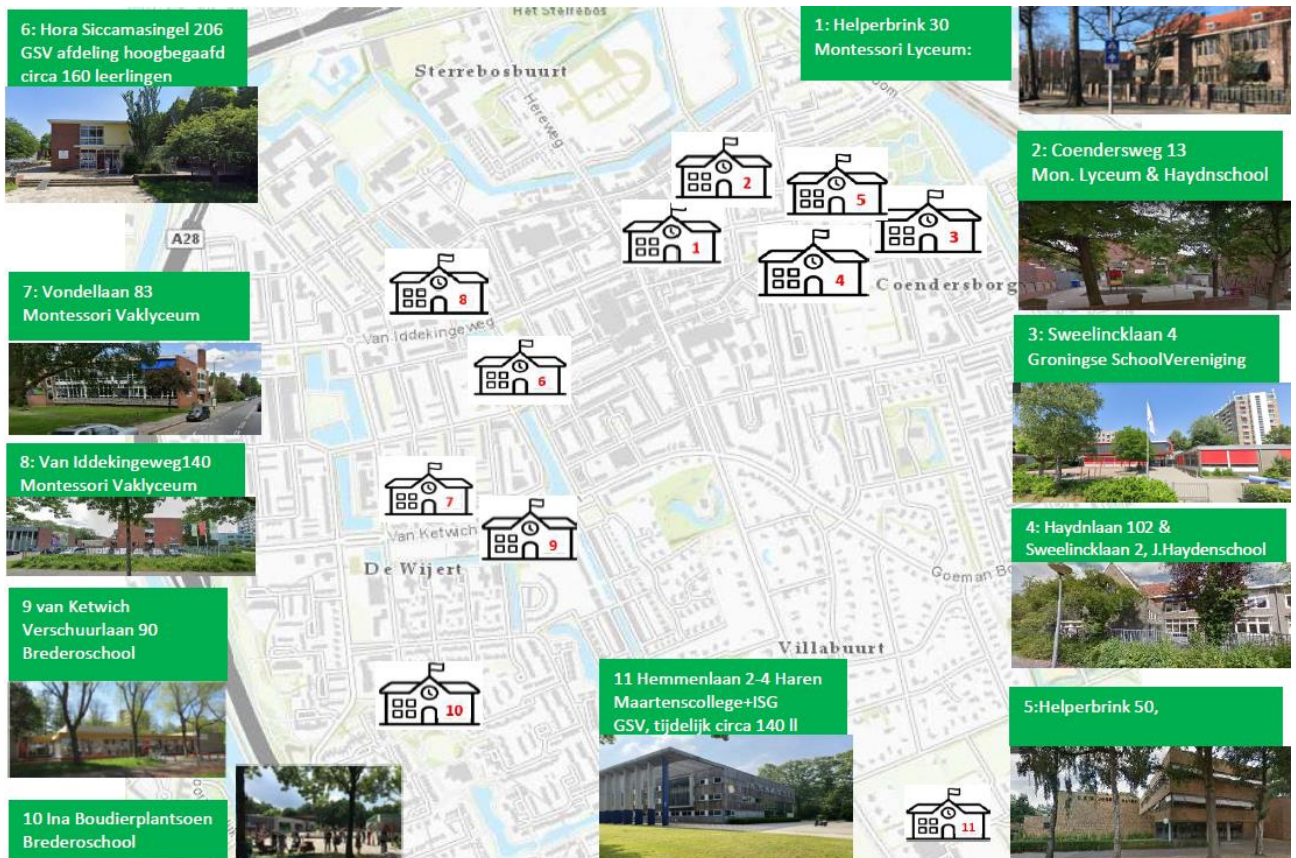 6: Hora Siccamasingel 206
GSV afdeling hoogbegaafd
circa 160 leerlingen
1: Helperbrink 30
Montessori Lyceum:
2: Coendersweg 13
Mon. Lyceum & Haydnschool
7: Vondellaan 83
Montessori Vaklyceum
3: Sweelincklaan 4
Groningse SchoolVereniging
8: Van Iddekingeweg140
Montessori Vaklyceum
4: Haydnlaan 102 &
Sweelincklaan 2, J.Haydenschool
9 van Ketwich
Verschuurlaan 90
Brederoschool
11 Hemmenlaan 2-4 Haren
Maartenscollege+ISG
GSV, tijdelijk circa 140 ll
5:Helperbrink 50,
10 Ina Boudierplantsoen
Brederoschool
Het Sterrebos
Sterrebosbuurt
Hereweg
A28
2
5
1
3
4
Coendersborg
8
Van Iddekingeweg
6
7
Van Ketwich
9
De Wijert
Goeman Bo
Villabuurt
10
11